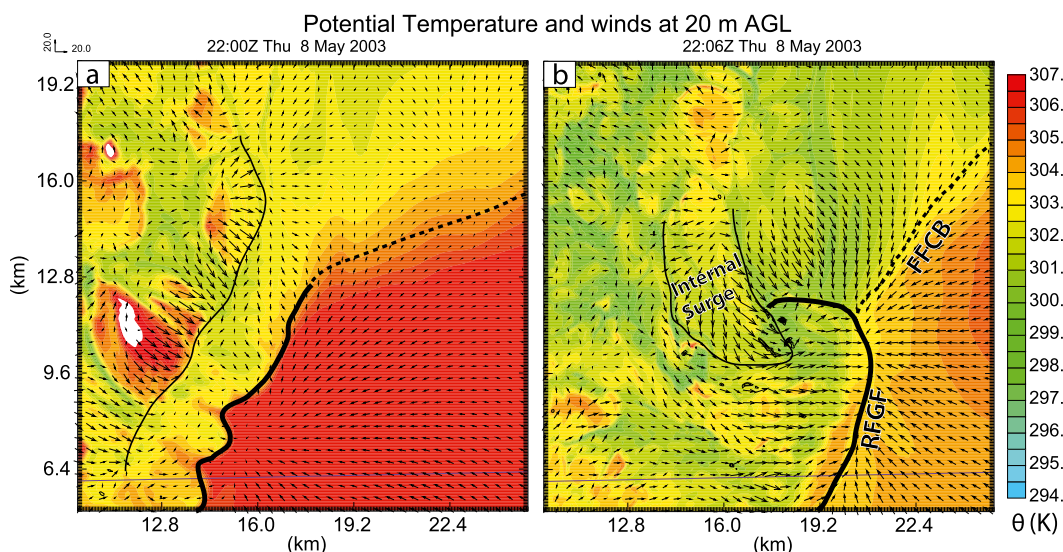 Potential Temperature and winds at 20 m AGL
22:00Z Thu 8 May 2003
22:06Z Thu 8 May 2003
20.0
20.0
a
b
19.2
16.0
12.8
9.6
6.4
(km)
12.8 16.0 19.2 22.4
(km)
Internal
Surge
FFCB
RFGF
12.8 16.0 19.2 22.4
(km)
307.
306.
305.
304.
303.
302.
301.
300.
299.
298.
297.
296.
295.
294.
θ (K)